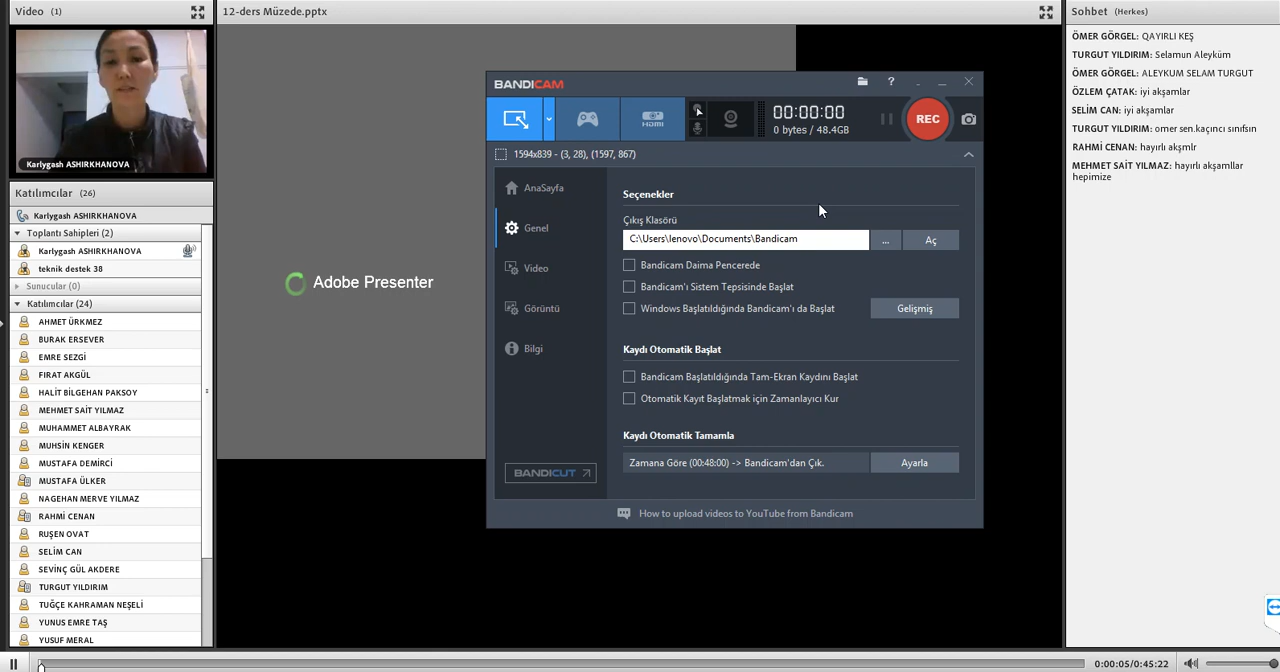 Video (1)
Karlygash ASHIRKHANOVA
Katılımcılar (26)
Karlygash ASHIRKHANOVA
Toplantı Sahipleri (2)
Karlygash ASHIRKHANOVA
teknik destek 38
Sunucular (0)
Katılımcılar (24)
AHMET ÜRKMEZ
BURAK ERSEVER
EMRE SEZGİ
FIRAT AKGÜL
HALİT BİLGEHAN PAKSOY
MEHMET SAİT YILMAZ
MUHAMMET ALBAYRAK
MUHSİN KENGER
MUSTAFA DEMİRCİ
MUSTAFA ÜLKER
NAGEHAN MERVE YILMAZ
RAHMİ CENAN
RUŞEN OVAT
SELİM CAN
SEVİNÇ GÜL AKDERE
TURGUT YILDIRIM
TUĞÇE KAHRAMAN NEŞELİ
YUNUS EMRE TAŞ
YUSUF MERAL
12-ders Müzede.pptx
Adobe Presenter
BANDICAM
?
HDMI
00:00:00
0 bytes / 48.4GB
REC
1594x839 - (3, 28), (1597, 867)
AnaSayfa
Genel
Video
Görüntü
Bilgi
BANDICUT
Seçenekler
Çıkış Klasörü
C:\Users\lenovo\Documents\Bandicam
...
Aç
Bandicam Daima Pencerede
Bandicam'ı Sistem Tepsisinde Başlat
Windows Başlatıldığında Bandicam'ı da Başlat
Gelişmiş
Kaydı Otomatik Başlat
Bandicam Başlatıldığında Tam-Ekran Kaydını Başlat
Otomatik Kayıt Başlatmak için Zamanlayıcı Kur
Kaydı Otomatik Tamamla
Zamana Göre (00:48:00) -> Bandicam'dan Çık.
Ayarla
How to upload videos to YouTube from Bandicam
Sohbet (Herkes)
ÖMER GÖRGEL: QAYIRLI KEŞ
TURGUT YILDIRIM: Selamun Aleyküm
ÖMER GÖRGEL: ALEYKUM SELAM TURGUT
ÖZLEM ÇATAK: iyi akşamlar
SELİM CAN: iyi akşamlar
TURGUT YILDIRIM: omer sen.kaçıncı sınıfsın
RAHMİ CENAN: hayırlı akşmlr
MEHMET SAİT YILMAZ: hayırlı akşamllar
hepimize
0:00:05/0:45:22